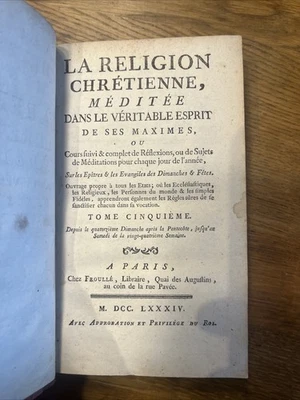 LA RELIGION
CHRÉTIENNE,
MÉDITÉE
DANS LE VÉRITABLE ESPRIT
DE SES MAXIMES,
OU
Cours suivi & complet de Réflexions, ou de Sujets
de Méditations pour chaque jour de l'année,
Sur les Epîtres & les Evangiles des Dimanches & Fêtes.
Ouvrage propre à tous les Etats; où les Ecclésiastiques,
les Religieux, les Personnes du monde & les simples
Fidèles, apprendront également les Règles sûres de se
sanctifier chacun dans sa vocation.
TOME CINQUIÈME.
Depuis le quatorzième Dimanche après la Pentecôte, jusqu'au
Samedi de la vingt-quatrième Semaine.
A PARIS,
Chez FROULLÉ, Libraire, Quai des Augustins,
au coin de la rue Pavée.
M. DCC. LXXXIV.
AVEC APPROBATION ET PRIVILÈGE DU ROI.